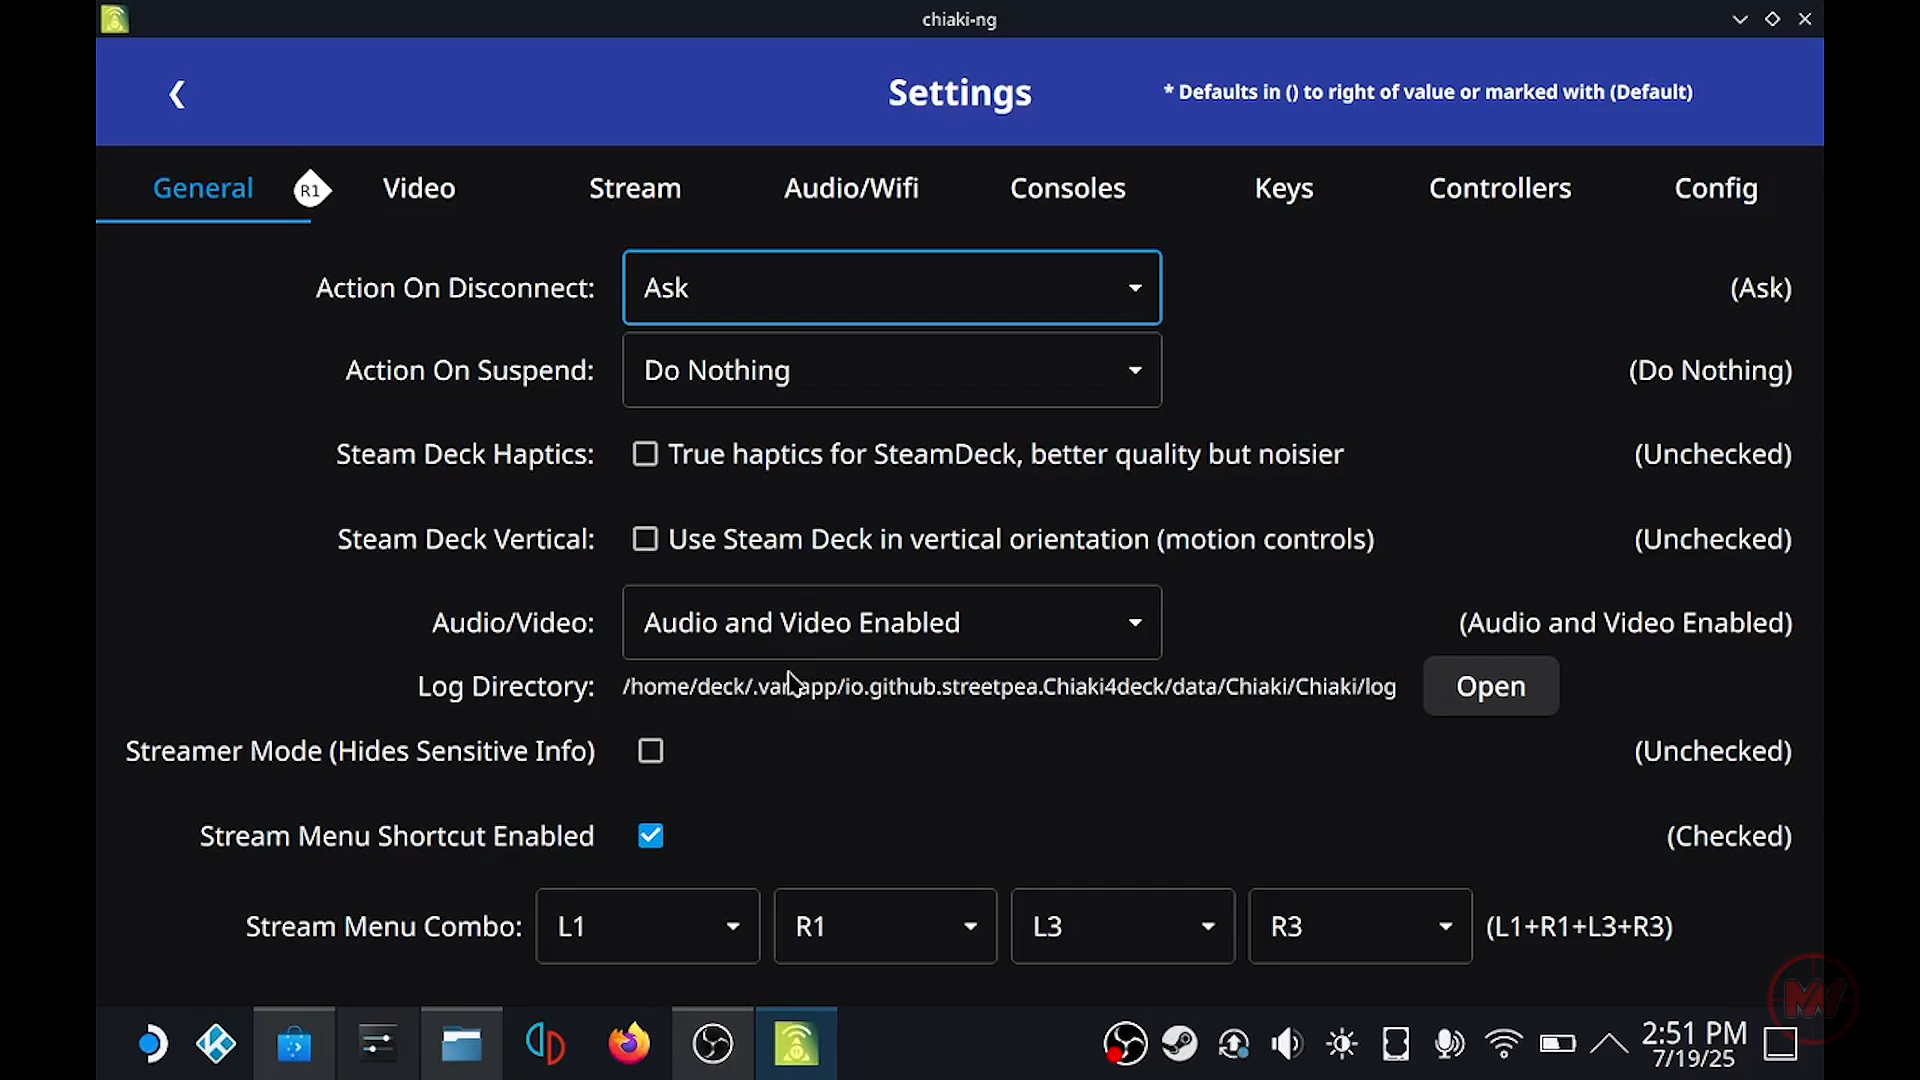 chiaki-ng
Settings
* Defaults in () to right of value or marked with (Default)
General R1 Video Stream Audio/Wifi Consoles Keys Controllers Config
Action On Disconnect: Ask (Ask)
Action On Suspend: Do Nothing (Do Nothing)
Steam Deck Haptics: True haptics for SteamDeck, better quality but noisier (Unchecked)
Steam Deck Vertical: Use Steam Deck in vertical orientation (motion controls) (Unchecked)
Audio/Video: Audio and Video Enabled (Audio and Video Enabled)
Log Directory: /home/deck/.var/app/io.github.streetpea.Chiaki4deck/data/Chiaki/Chiaki/log Open
Streamer Mode (Hides Sensitive Info) (Unchecked)
Stream Menu Shortcut Enabled (Checked)
Stream Menu Combo: L1 R1 L3 R3 (L1+R1+L3+R3)
2:51 PM
7/19/25
MW